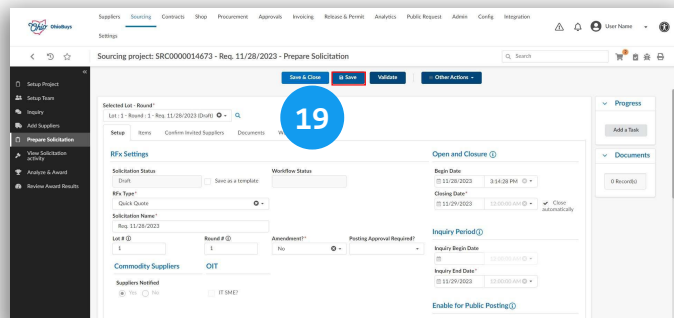 Ohio OhioBuys
Suppliers Sourcing Contracts Shop Procurement Approvals Invoicing Release & Permit Analytics Public Request Admin Config Integration
Settings
User Name
Sourcing project: SRC0000014673 - Req. 11/28/2023 - Prepare Solicitation
Search
Save & Close Save Validate Other Actions
Setup Project
Setup Team
Inquiry
Add Suppliers
Prepare Solicitation
View Solicitation activity
Analyze & Award
Review Award Results
Selected Lot - Round*
Lot : 1 - Round : 1 - Req. 11/28/2023 (Draft)
19
Setup Items Confirm Invited Suppliers Documents
RFx Settings
Solicitation Status Workflow Status
Draft Save as a template
RFx Type*
Quick Quote
Solicitation Name*
Req. 11/28/2023
Lot # Round # Amendment?* Posting Approval Required?
1 1 No
Commodity Suppliers OIT
Suppliers Notified
Yes No IT SME?
Open and Closure
Begin Date
11/28/2023 3:14:28 PM
Closing Date*
11/29/2023 12:00:00 AM Close automatically
Inquiry Period
Inquiry Begin Date
12:00:00 AM
Inquiry End Date*
11/29/2023 12:00:00 AM
Enable for Public Posting
Progress
Add a Task
Documents
0 Record(s)